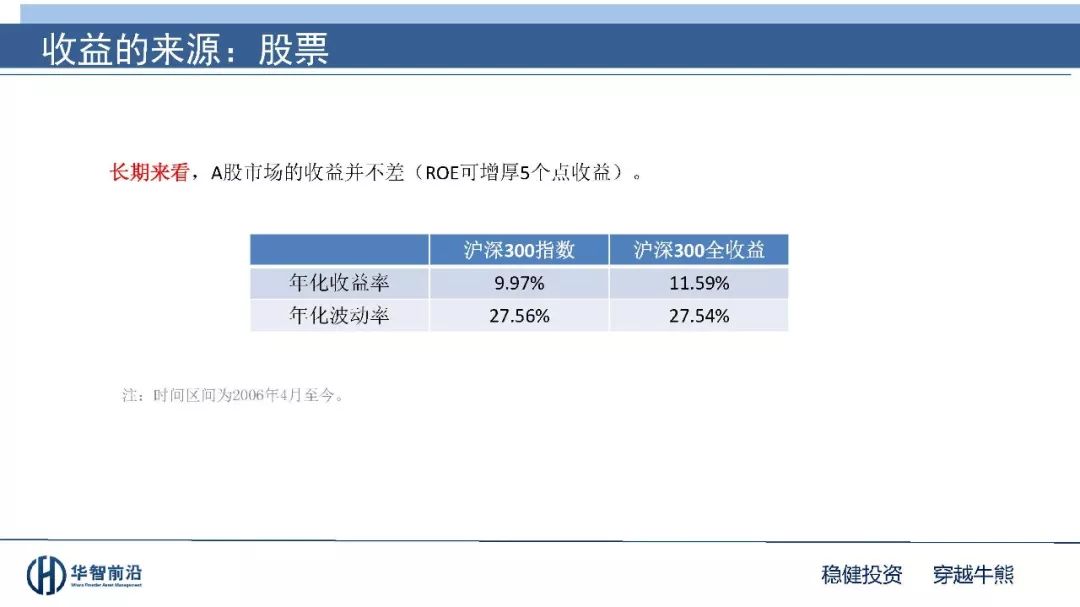 收益的来源：股票
长期来看，A股市场的收益并不差（ROE可增厚5个点收益）。
沪深300指数 沪深300全收益
年化收益率 9.97% 11.59%
年化波动率 27.56% 27.54%
注：时间区间为2006年4月至今。
华智前沿
稳健投资 穿越牛熊